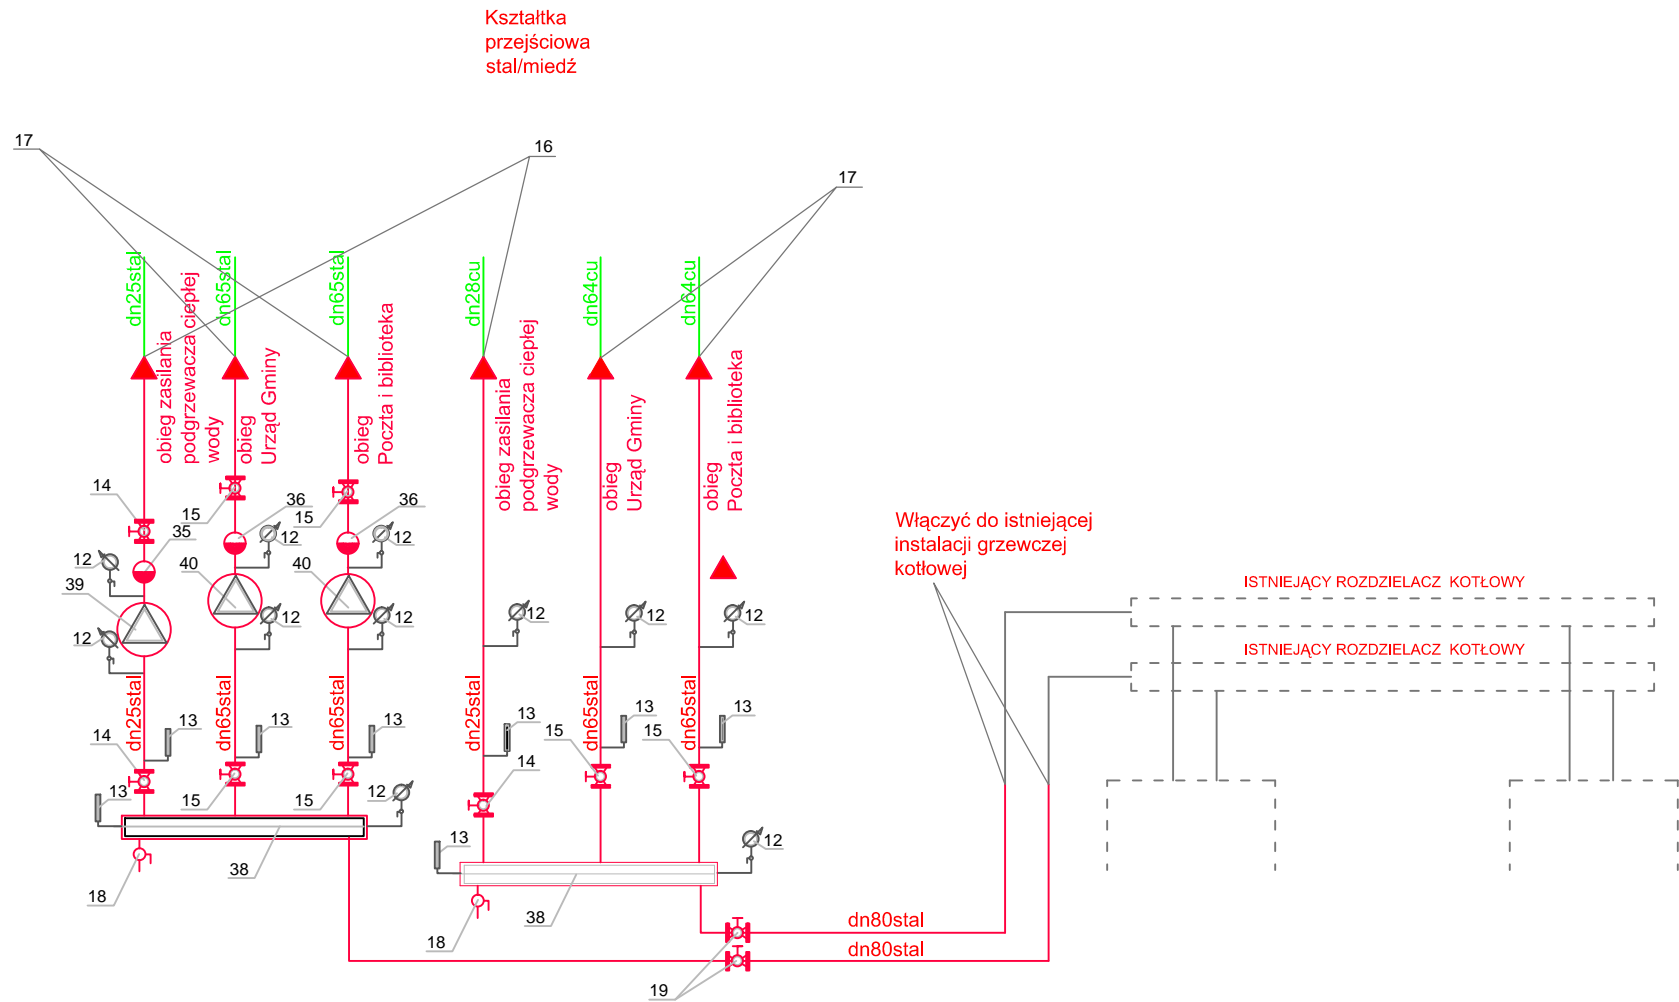 Kształtka
przejściowa
stal/miedź
17
16
17
dn25stal
dn65stal
dn65stal
dn28cu
dn64cu
dn64cu
obieg zasilania
podgrzewacza ciepłej
wody
obieg
Urząd Gminy
obieg
Poczta i biblioteka
obieg zasilania
podgrzewacza ciepłej
wody
obieg
Urząd Gminy
obieg
Poczta i biblioteka
14
15
36
15
36
35
12
12
12
40
40
39
12
12
12
12
12
12
Włączyć do istniejącej
instalacji grzewczej
kotłowej
ISTNIEJĄCY ROZDZIELACZ KOTŁOWY
ISTNIEJĄCY ROZDZIELACZ KOTŁOWY
dn25stal
dn65stal
dn65stal
dn25stal
dn65stal
dn65stal
13
13
13
13
13
13
14
15
15
14
13
15
15
12
13
12
38
38
18
18
dn80stal
dn80stal
19